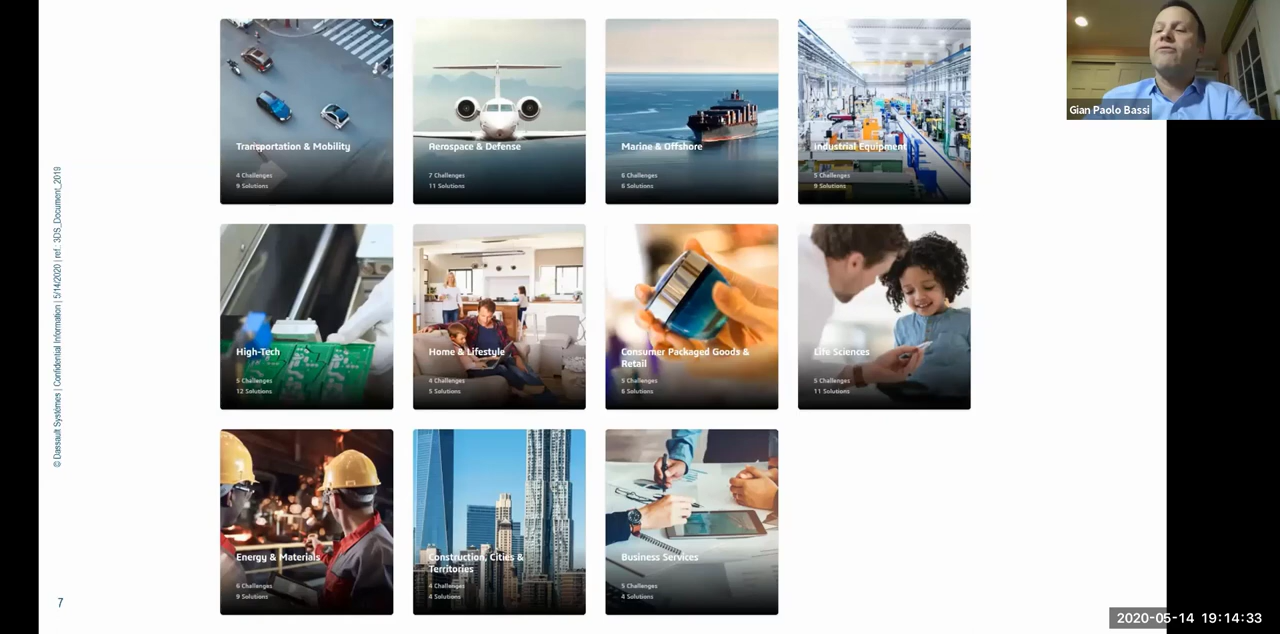 Transportation & Mobility
4 Challenges
9 Solutions
Aerospace & Defense
7 Challenges
11 Solutions
Marine & Offshore
6 Challenges
6 Solutions
Industrial Equipment
5 Challenges
9 Solutions
High-Tech
5 Challenges
12 Solutions
Home & Lifestyle
4 Challenges
5 Solutions
Consumer Packaged Goods &
Retail
5 Challenges
6 Solutions
Life Sciences
5 Challenges
11 Solutions
Energy & Materials
6 Challenges
9 Solutions
Construction, Cities &
Territories
4 Challenges
4 Solutions
Business Services
5 Challenges
4 Solutions
© Dassault Systèmes | Confidential Information | 5/14/2020 | ref.: 3DS_Document_2019
7
Gian Paolo Bassi
2020-05-14 19:14:33